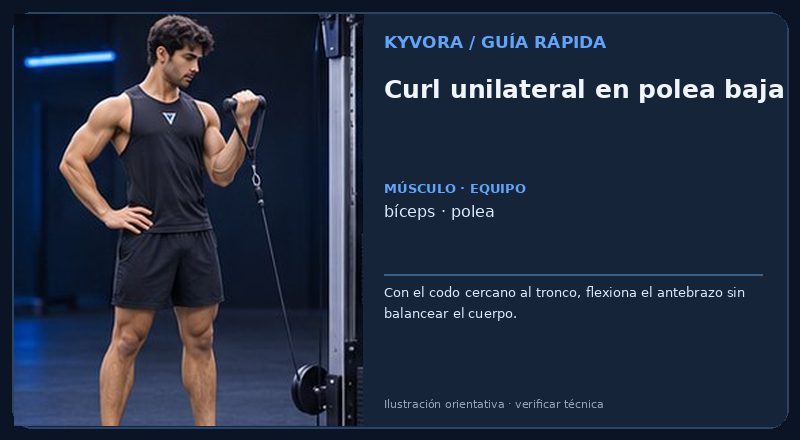 KYVORA / GUÍA RÁPIDA
Curl unilateral en polea baja
MÚSCULO · EQUIPO
bíceps · polea
Con el codo cercano al tronco, flexiona el antebrazo sin
balancear el cuerpo.
Ilustración orientativa · verificar técnica